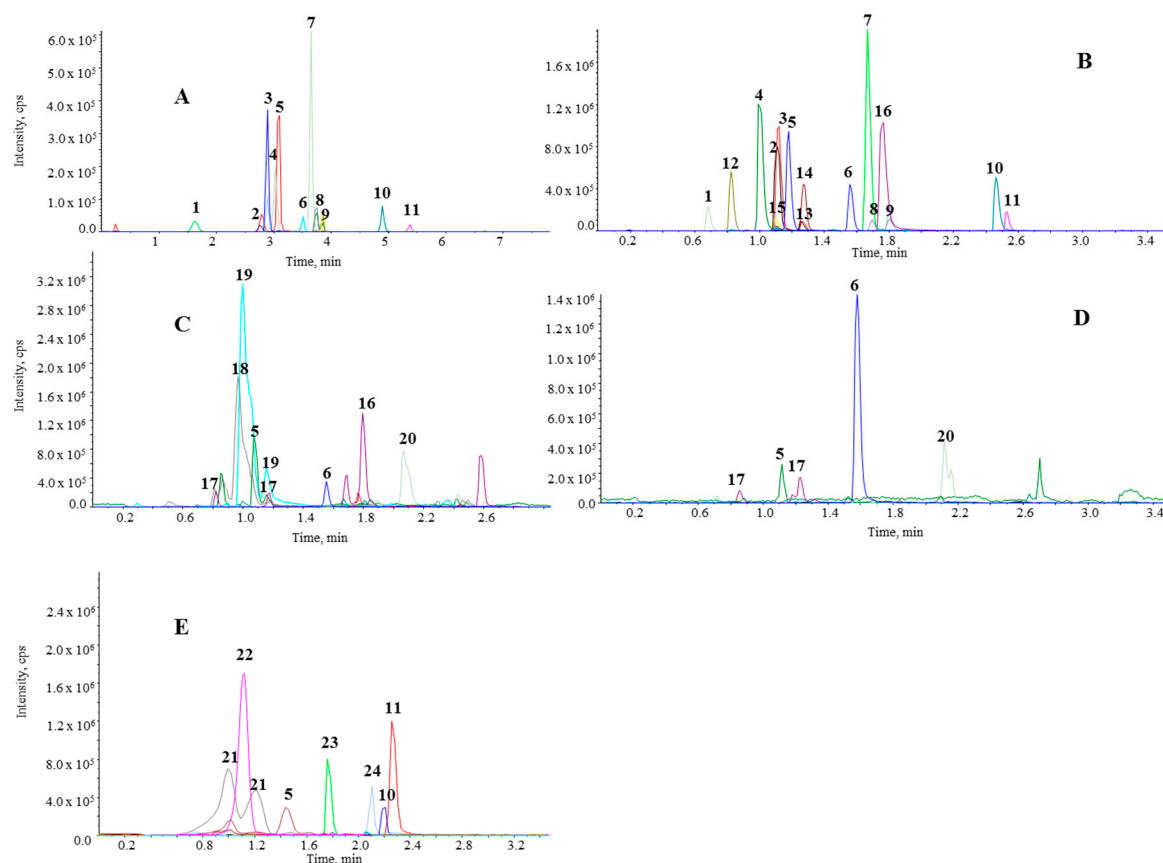 A
Intensity, cps
6.0 x 10⁵
5.0 x 10⁵
4.0 x 10⁵
3.0 x 10⁵
2.0 x 10⁵
1.0 x 10⁵
0.0
1 2 3 4 5 6 7 8 9 10 11
1 2 3 4 5 6 7
Time, min
B
1.6 x 10⁶
1.2 x 10⁶
8.0 x 10⁵
4.0 x 10⁵
0.0
1 12 4 2 3 5 15 14 13 6 7 8 16 9 10 11
0.2 0.6 1.0 1.4 1.8 2.2 2.6 3.0 3.4
Time, min
C
Intensity, cps
3.2 x 10⁶
2.8 x 10⁶
2.4 x 10⁶
2.0 x 10⁶
1.6 x 10⁶
1.2 x 10⁶
8.0 x 10⁵
4.0 x 10⁵
0.0
17 18 19 5 19 17 6 16 20
0.2 0.6 1.0 1.4 1.8 2.2 2.6
Time, min
D
1.4 x 10⁶
1.2 x 10⁶
1.0 x 10⁶
8.0 x 10⁵
6.0 x 10⁵
4.0 x 10⁵
2.0 x 10⁵
0.0
17 5 17 6 20
0.2 0.6 1.0 1.4 1.8 2.2 2.6 3.0 3.4
Time, min
E
Intensity, cps
2.4 x 10⁶
2.0 x 10⁶
1.6 x 10⁶
1.2 x 10⁶
8.0 x 10⁵
4.0 x 10⁵
0.0
21 22 21 5 23 24 10 11
0.2 0.8 1.2 1.6 2.0 2.4 2.8 3.2
Time, min